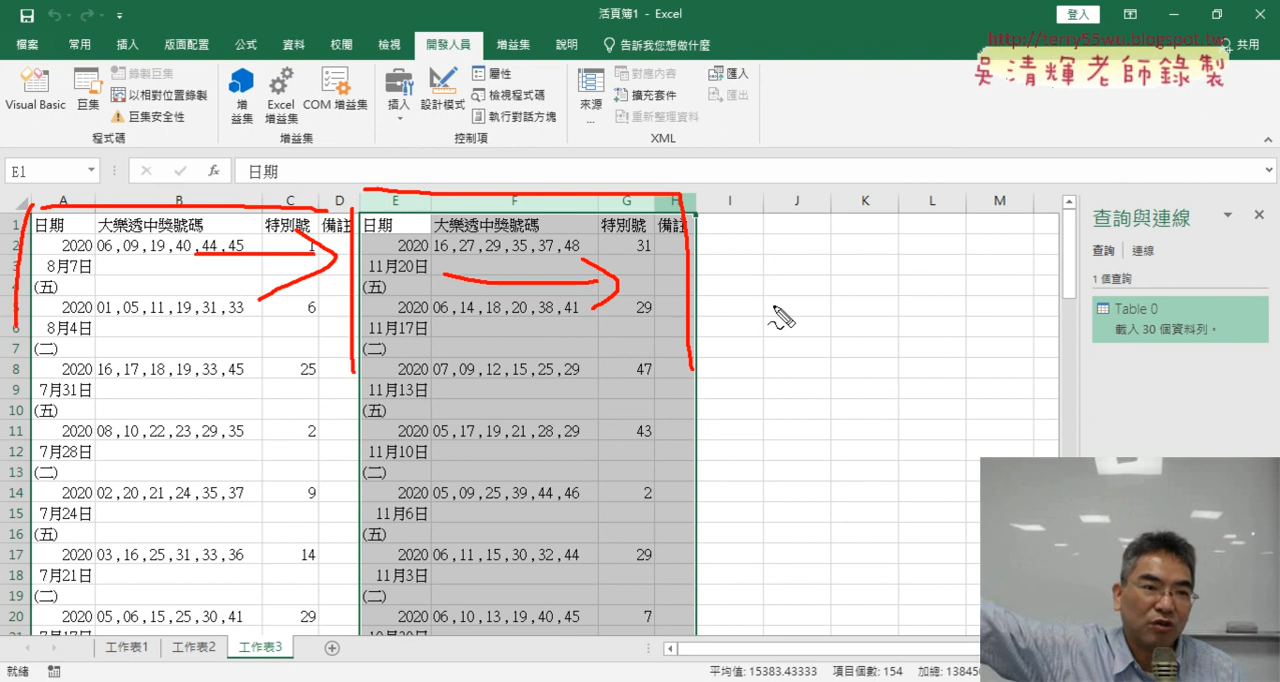 活頁簿1 - Excel
登入
檔案 常用 插入 版面配置 公式 資料 校閱 檢視 開發人員 增益集 說明 告訴我您想做什麼 共用
http://terry55wu.blogspot.tw
吳清輝老師錄製
Visual Basic 巨集 錄製巨集 以相對位置錄製 巨集安全性
程式碼
增益集 Excel 增益集 COM 增益集
增益集
插入 設計模式 屬性 檢視程式碼 執行對話方塊
控制項
來源... 對應內容 擴充套件 重新整理資料 匯入 匯出
XML
E1 fx 日期
A B C D E F G H I J K L M
1 日期 大樂透中獎號碼 特別號 備註 日期 大樂透中獎號碼 特別號 備註
2 2020 06,09,19,40,44,45 1 2020 16,27,29,35,37,48 31
3 8月7日 11月20日
4 (五) (五)
5 2020 01,05,11,19,31,33 6 2020 06,14,18,20,38,41 29
6 8月4日 11月17日
7 (二) (二)
8 2020 16,17,18,19,33,45 25 2020 07,09,12,15,25,29 47
9 7月31日 11月13日
10 (五) (五)
11 2020 08,10,22,23,29,35 2 2020 05,17,19,21,28,29 43
12 7月28日 11月10日
13 (二) (二)
14 2020 02,20,21,24,35,37 9 2020 05,09,25,39,44,46 2
15 7月24日 11月6日
16 (五) (五)
17 2020 03,16,25,31,33,36 14 2020 06,11,15,30,32,44 29
18 7月21日 11月3日
19 (二) (二)
20 2020 05,06,15,25,30,41 29 2020 06,10,13,19,40,45 7
查詢與連線
查詢 連線
1 個查詢
Table 0
載入 30 個資料列。
工作表1 工作表2 工作表3
就緒 平均值: 15383.43333 項目個數: 154 加總: 138450